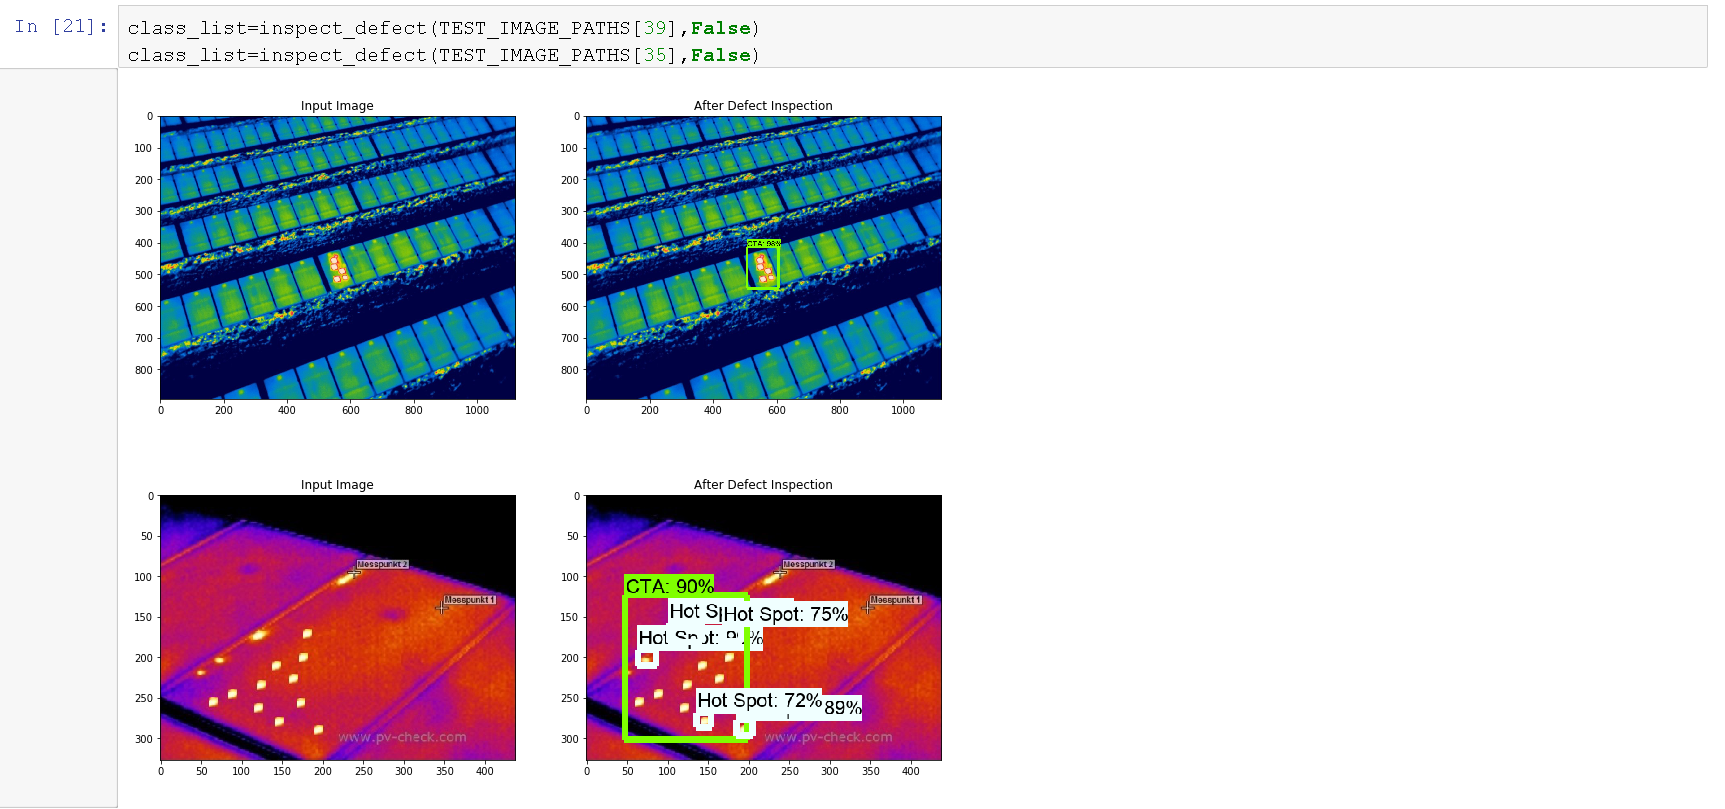 In [21]:
class_list=inspect_defect(TEST_IMAGE_PATHS[39],False)
class_list=inspect_defect(TEST_IMAGE_PATHS[35],False)
Input Image
0
100
200
300
400
500
600
700
800
0 200 400 600 800 1000
After Defect Inspection
0
100
200
300
400
500
600
700
800
CTA: 98%
0 200 400 600 800 1000
Input Image
0
50
100
150
200
250
300
Messpunkt 2
Messpunkt 1
www.pv-check.com
0 50 100 150 200 250 300 350 400
After Defect Inspection
0
50
100
150
200
250
300
Messpunkt 2
CTA: 90%
Messpunkt 1
Hot Hot Spot: 75%
Hot Spot: %
Hot Spot: 72% 89%
www.pv-check.com
0 50 100 150 200 250 300 350 400